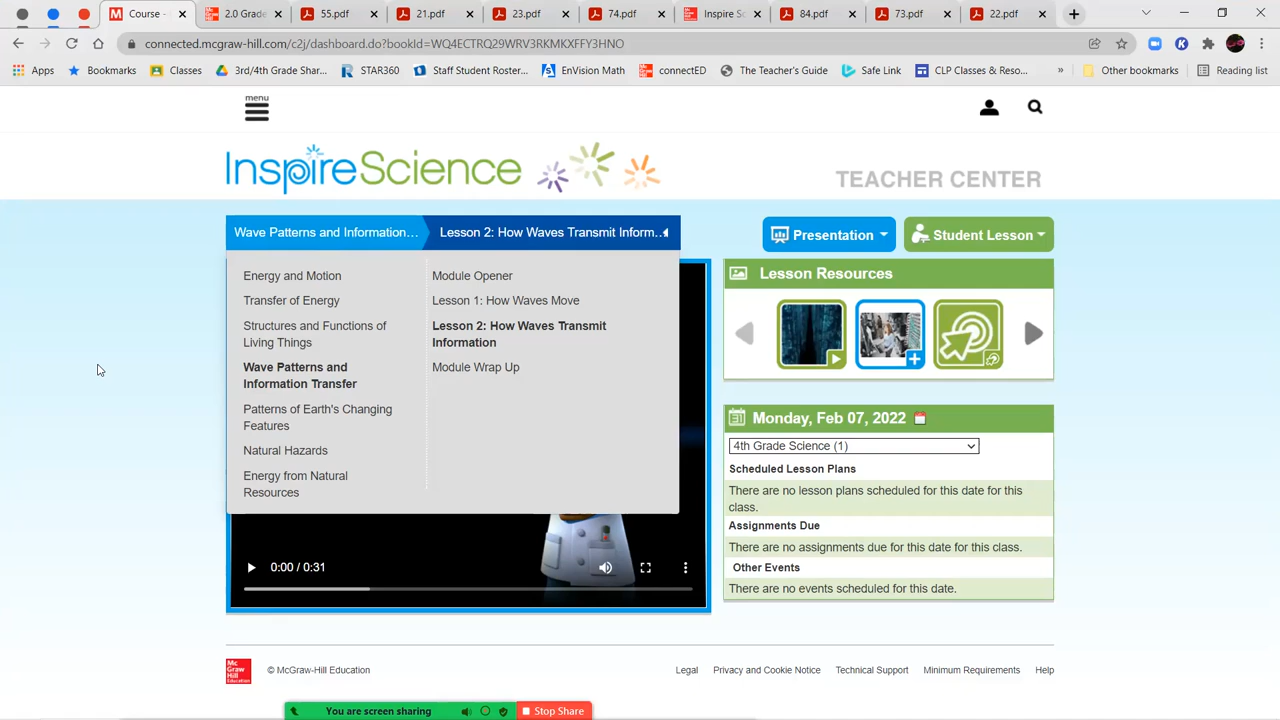 Course -
2.0 Grade
55.pdf
21.pdf
23.pdf
74.pdf
Inspire Sc
84.pdf
73.pdf
22.pdf
connected.mcgraw-hill.com/c2j/dashboard.do?bookId=WQ4ECTRQ29WRV3KMKXFFY3HNO
Apps
Bookmarks
Classes
3rd/4th Grade Shar...
STAR360
Staff Student Roster...
EnVision Math
connectED
The Teacher's Guide
Safe Link
CLP Classes & Reso...
»
Other bookmarks
Reading list
menu
InspireScience
TEACHER CENTER
Wave Patterns and Information...
Lesson 2: How Waves Transmit Inform...
Presentation
Student Lesson
Energy and Motion
Transfer of Energy
Structures and Functions of
Living Things
Wave Patterns and
Information Transfer
Patterns of Earth's Changing
Features
Natural Hazards
Energy from Natural
Resources
Module Opener
Lesson 1: How Waves Move
Lesson 2: How Waves Transmit
Information
Module Wrap Up
Lesson Resources
Monday, Feb 07, 2022
4th Grade Science (1)
Scheduled Lesson Plans
There are no lesson plans scheduled for this date for this
class.
Assignments Due
There are no assignments due for this date for this class.
Other Events
There are no events scheduled for this date.
0:00 / 0:31
Mc
Graw
Hill
Education
© McGraw-Hill Education
Legal
Privacy and Cookie Notice
Technical Support
Minimum Requirements
Help
You are screen sharing
Stop Share